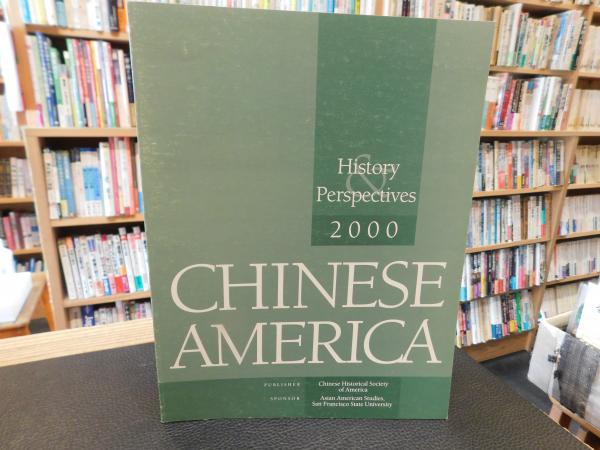 History
&
Perspectives
2000
CHINESE
AMERICA
PUBLISHER Chinese Historical Society
of America
SPONSOR Asian American Studies,
San Francisco State University